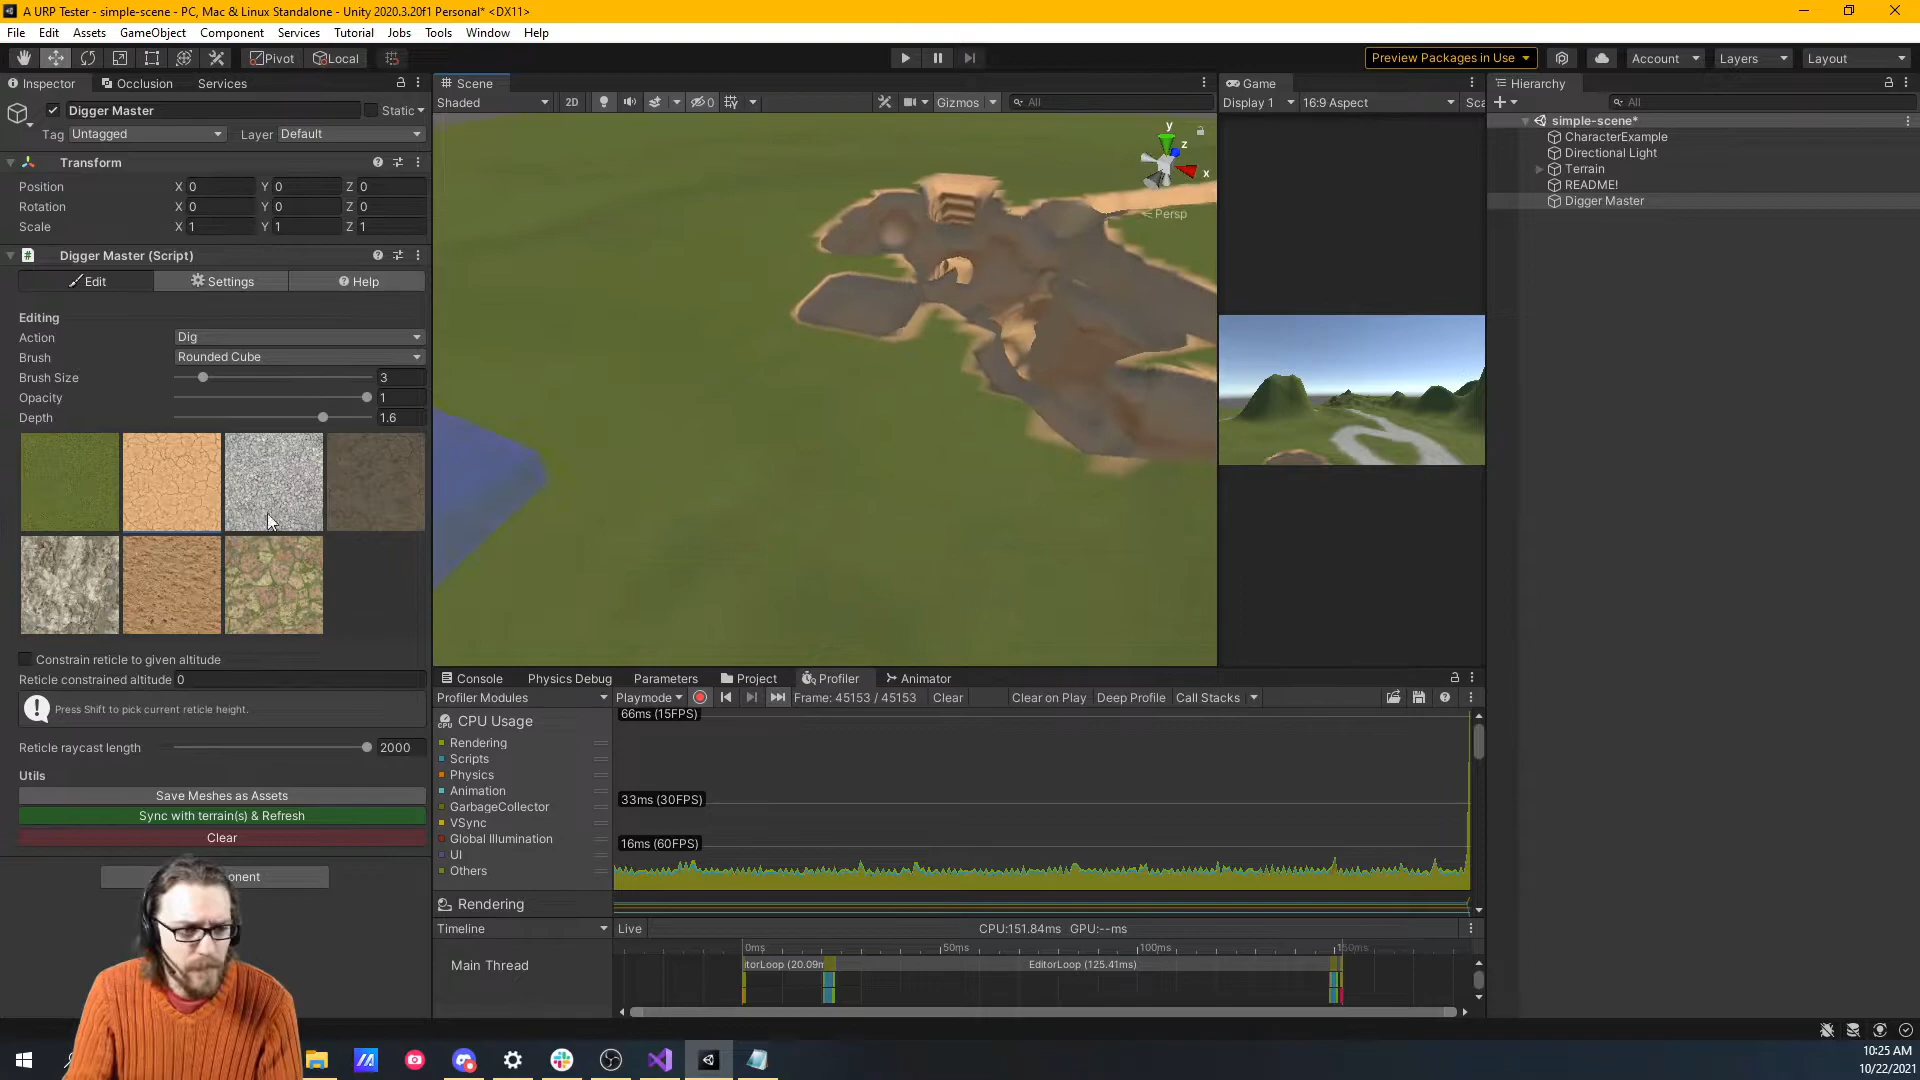 A URP Tester - simple-scene - PC, Mac & Linux Standalone - Unity 2020.3.20f1 Personal* <DX11>
File Edit Assets GameObject Component Services Tutorial Jobs Tools Window Help
Pivot Local Preview Packages in Use Account Layers Layout
Inspector Occlusion Services
Digger Master Static
Tag Untagged Layer Default
Transform
Position X 0 Y 0 Z 0
Rotation X 0 Y 0 Z 0
Scale X 1 Y 1 Z 1
Digger Master (Script)
Edit Settings Help
Editing
Action Dig
Brush Rounded Cube
Brush Size 3
Opacity 1
Depth 1.6
Constrain reticle to given altitude
Reticle constrained altitude 0
Press Shift to pick current reticle height.
Reticle raycast length 2000
Utils
Save Meshes as Assets
Sync with terrain(s) & Refresh
Clear
onent
Scene
Shaded 2D 0 Gizmos All
y
z
x
Persp
Game
Display 1 16:9 Aspect Sca
Hierarchy
All
simple-scene*
CharacterExample
Directional Light
Terrain
README!
Digger Master
Console Physics Debug Parameters Project Profiler Animator
Profiler Modules Playmode Frame: 45153 / 45153 Clear Clear on Play Deep Profile Call Stacks
CPU Usage
Rendering
Scripts
Physics
Animation
GarbageCollector
VSync
Global Illumination
UI
Others
66ms (15FPS)
33ms (30FPS)
16ms (60FPS)
Rendering
Timeline Live CPU:151.84ms GPU:--ms
0ms 50ms 100ms
Main Thread
itorLoop (20.09m EditorLoop (125.41ms)
10:25 AM
10/22/2021